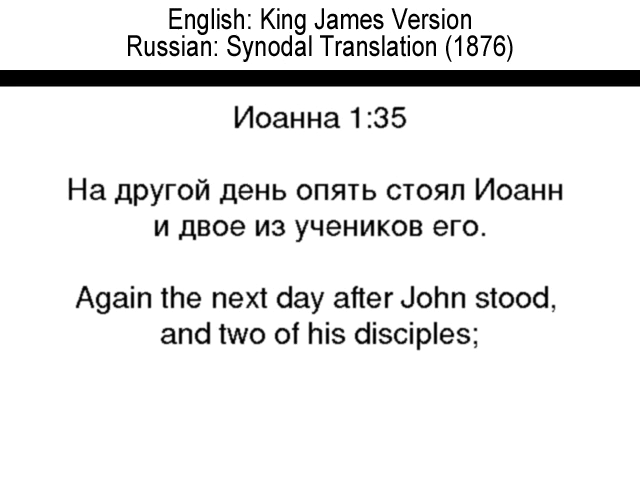 English: King James Version
Russian: Synodal Translation (1876)
Иоанна 1:35
На другой день опять стоял Иоанн
и двое из учеников его.
Again the next day after John stood,
and two of his disciples;